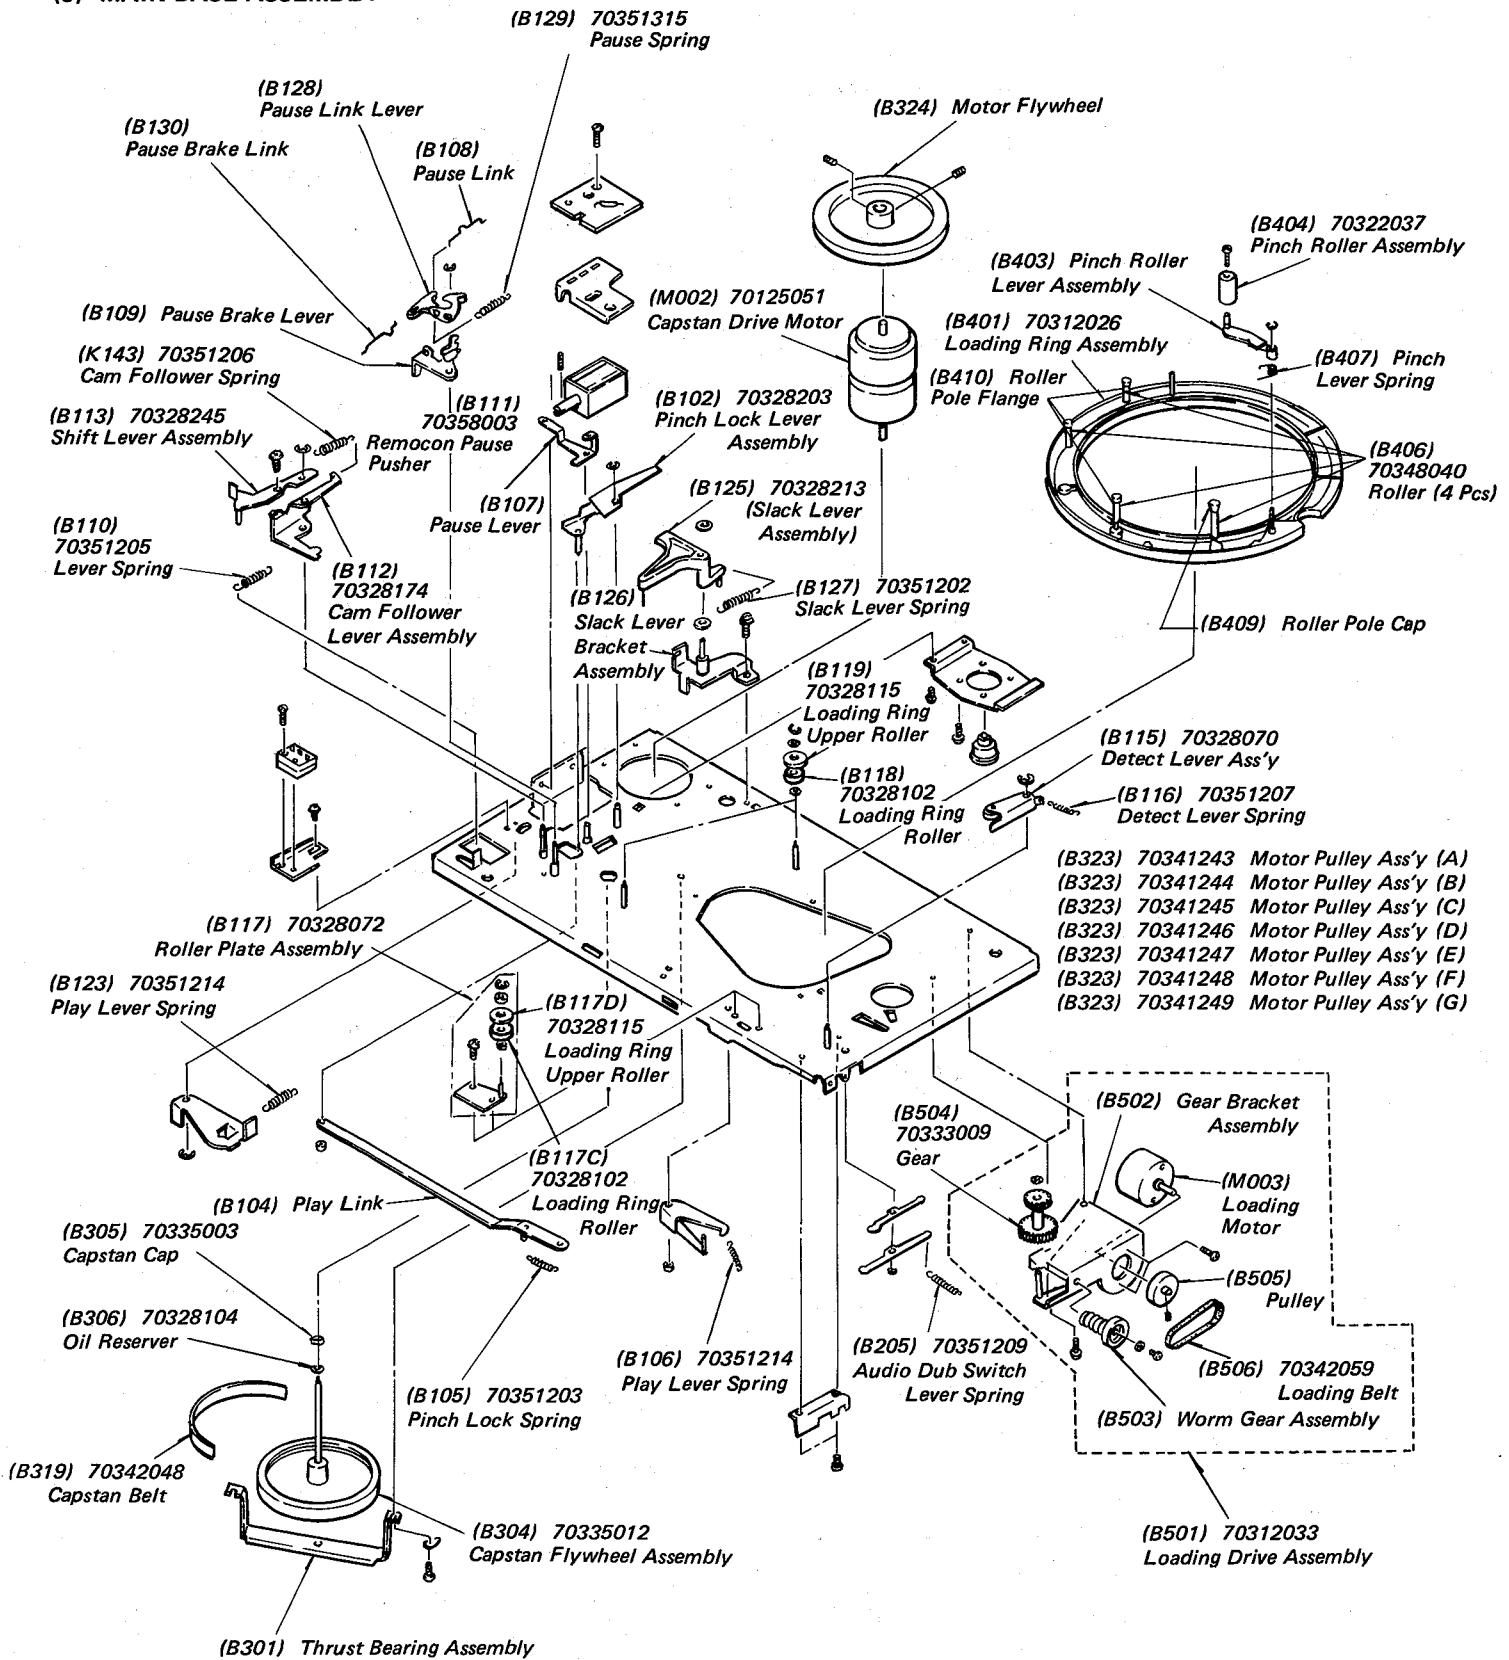 (B129) 70351315
Pause Spring
(B128)
Pause Link Lever
(B130)
Pause Brake Link
(B108)
Pause Link
(B324) Motor Flywheel
(B404) 70322037
Pinch Roller Assembly
(B403) Pinch Roller
Lever Assembly
(M002) 70125051
Capstan Drive Motor
(B401) 70312026
Loading Ring Assembly
(B109) Pause Brake Lever
(K143) 70351206
Cam Follower Spring
(B407) Pinch
Lever Spring
(B410) Roller
Pole Flange
(B113) 70328245
Shift Lever Assembly
(B111)
70358003
Remocon Pause
Pusher
(B102) 70328203
Pinch Lock Lever
Assembly
(B406)
70348040
Roller (4 Pcs)
(B107)
Pause Lever
(B125) 70328213
(Slack Lever
Assembly)
(B110)
70351205
Lever Spring
(B112)
70328174
Cam Follower
Lever Assembly
(B126)
Slack Lever
Bracket
Assembly
(B127) 70351202
Slack Lever Spring
(B409) Roller Pole Cap
(B119)
70328115
Loading Ring
Upper Roller
(B118)
70328102
Loading Ring
Roller
(B115) 70328070
Detect Lever Ass'y
(B116) 70351207
Detect Lever Spring
(B323) 70341243 Motor Pulley Ass'y (A)
(B323) 70341244 Motor Pulley Ass'y (B)
(B323) 70341245 Motor Pulley Ass'y (C)
(B323) 70341246 Motor Pulley Ass'y (D)
(B323) 70341247 Motor Pulley Ass'y (E)
(B323) 70341248 Motor Pulley Ass'y (F)
(B323) 70341249 Motor Pulley Ass'y (G)
(B117) 70328072
Roller Plate Assembly
(B123) 70351214
Play Lever Spring
(B117D)
70328115
Loading Ring
Upper Roller
(B117C)
70328102
Loading Ring
Roller
(B504)
70333009
Gear
(B502) Gear Bracket
Assembly
(M003)
Loading
Motor
(B104) Play Link
(B305) 70335003
Capstan Cap
(B505)
Pulley
(B306) 70328104
Oil Reserver
(B105) 70351203
Pinch Lock Spring
(B106) 70351214
Play Lever Spring
(B205) 70351209
Audio Dub Switch
Lever Spring
(B506) 70342059
Loading Belt
(B503) Worm Gear Assembly
(B319) 70342048
Capstan Belt
(B304) 70335012
Capstan Flywheel Assembly
(B501) 70312033
Loading Drive Assembly
(B301) Thrust Bearing Assembly